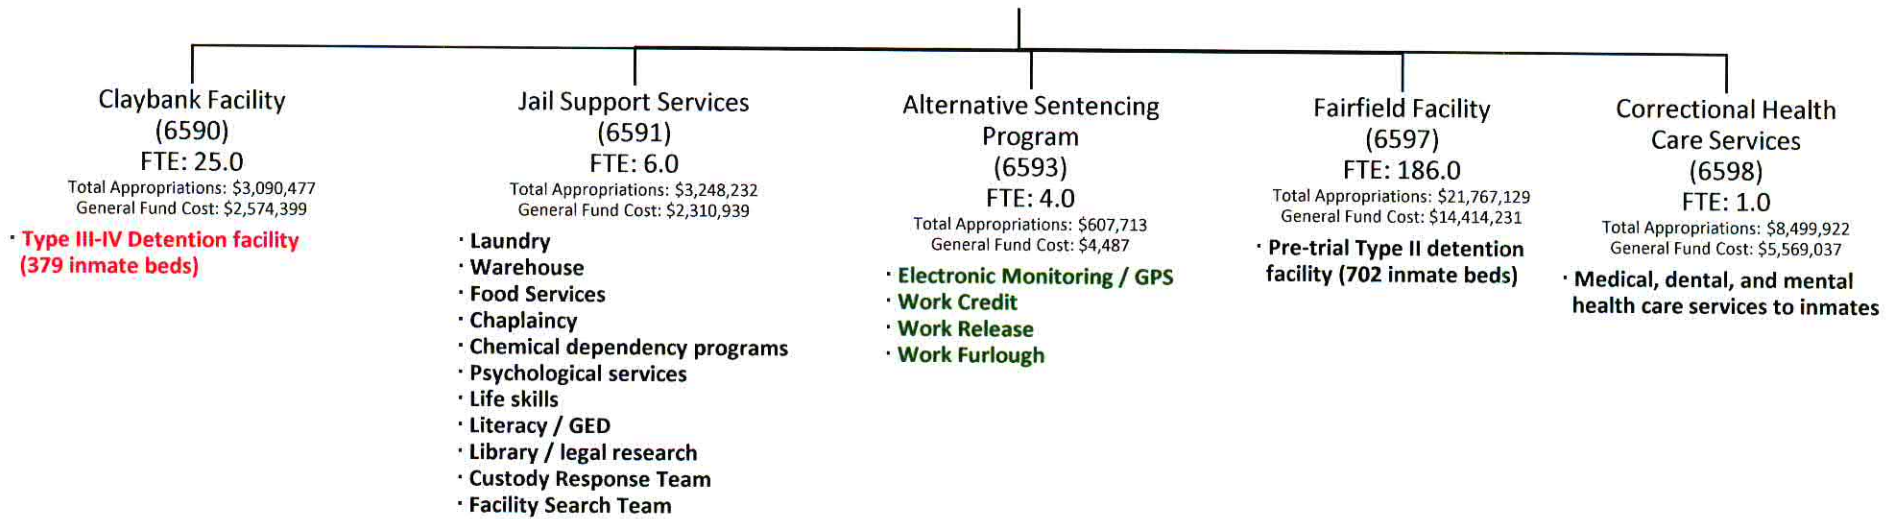 Claybank Facility
(6590)
FTE: 25.0
Total Appropriations: $3,090,477
General Fund Cost: $2,574,399
· Type III-IV Detention facility
(379 inmate beds)
Jail Support Services
(6591)
FTE: 6.0
Total Appropriations: $3,248,232
General Fund Cost: $2,310,939
· Laundry
· Warehouse
· Food Services
· Chaplaincy
· Chemical dependency programs
· Psychological services
· Life skills
· Literacy / GED
· Library / legal research
· Custody Response Team
· Facility Search Team
Alternative Sentencing
Program
(6593)
FTE: 4.0
Total Appropriations: $607,713
General Fund Cost: $4,487
· Electronic Monitoring / GPS
· Work Credit
· Work Release
· Work Furlough
Fairfield Facility
(6597)
FTE: 186.0
Total Appropriations: $21,767,129
General Fund Cost: $14,414,231
· Pre-trial Type II detention
facility (702 inmate beds)
Correctional Health
Care Services
(6598)
FTE: 1.0
Total Appropriations: $8,499,922
General Fund Cost: $5,569,037
· Medical, dental, and mental
health care services to inmates